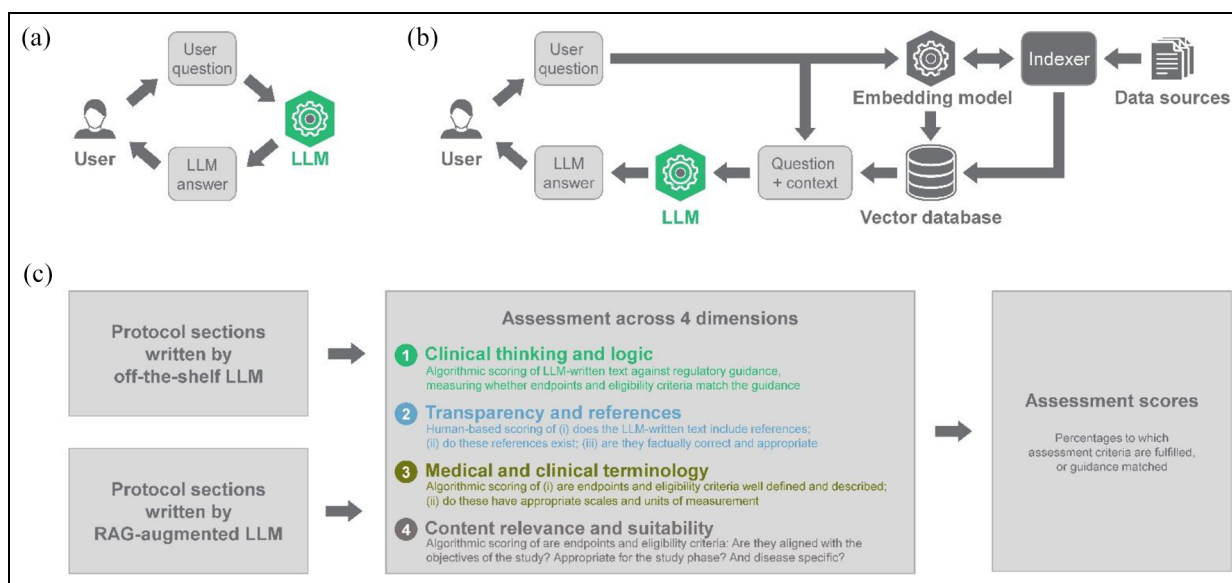 (a)
User
question
User
LLM
answer
LLM
(b)
User
question
User
LLM
answer
LLM
Question
+ context
Embedding model
Indexer
Data sources
Vector database
(c)
Protocol sections
written by
off-the-shelf LLM
Protocol sections
written by
RAG-augmented LLM
Assessment across 4 dimensions
1 Clinical thinking and logic
Algorithmic scoring of LLM-written text against regulatory guidance,
measuring whether endpoints and eligibility criteria match the guidance
2 Transparency and references
Human-based scoring of (i) does the LLM-written text include references;
(ii) do these references exist; (iii) are they factually correct and appropriate
3 Medical and clinical terminology
Algorithmic scoring of (i) are endpoints and eligibility criteria well defined and described;
(ii) do these have appropriate scales and units of measurement
4 Content relevance and suitability
Algorithmic scoring of are endpoints and eligibility criteria: Are they aligned with the
objectives of the study? Appropriate for the study phase? And disease specific?
Assessment scores
Percentages to which
assessment criteria are fulfilled,
or guidance matched